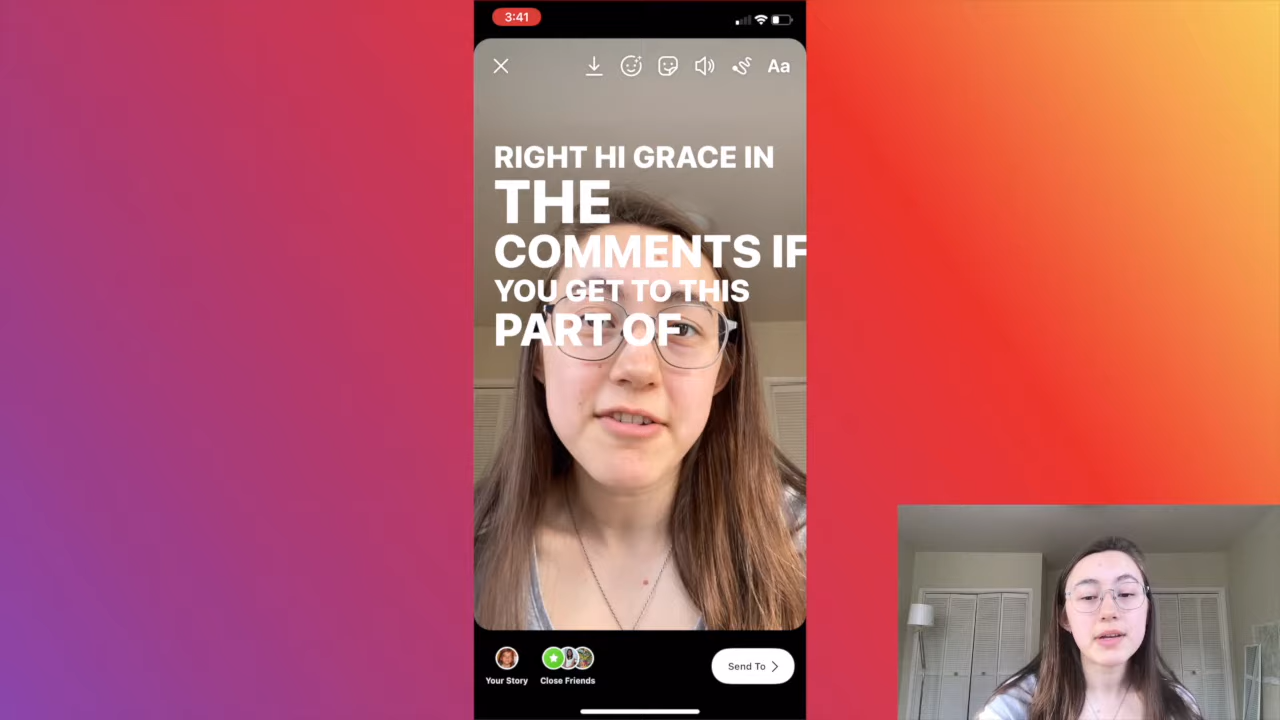 3:41
Aa
RIGHT HI GRACE IN
THE
COMMENTS IF
YOU GET TO THIS
PART OF
Your Story
Close Friends
Send To